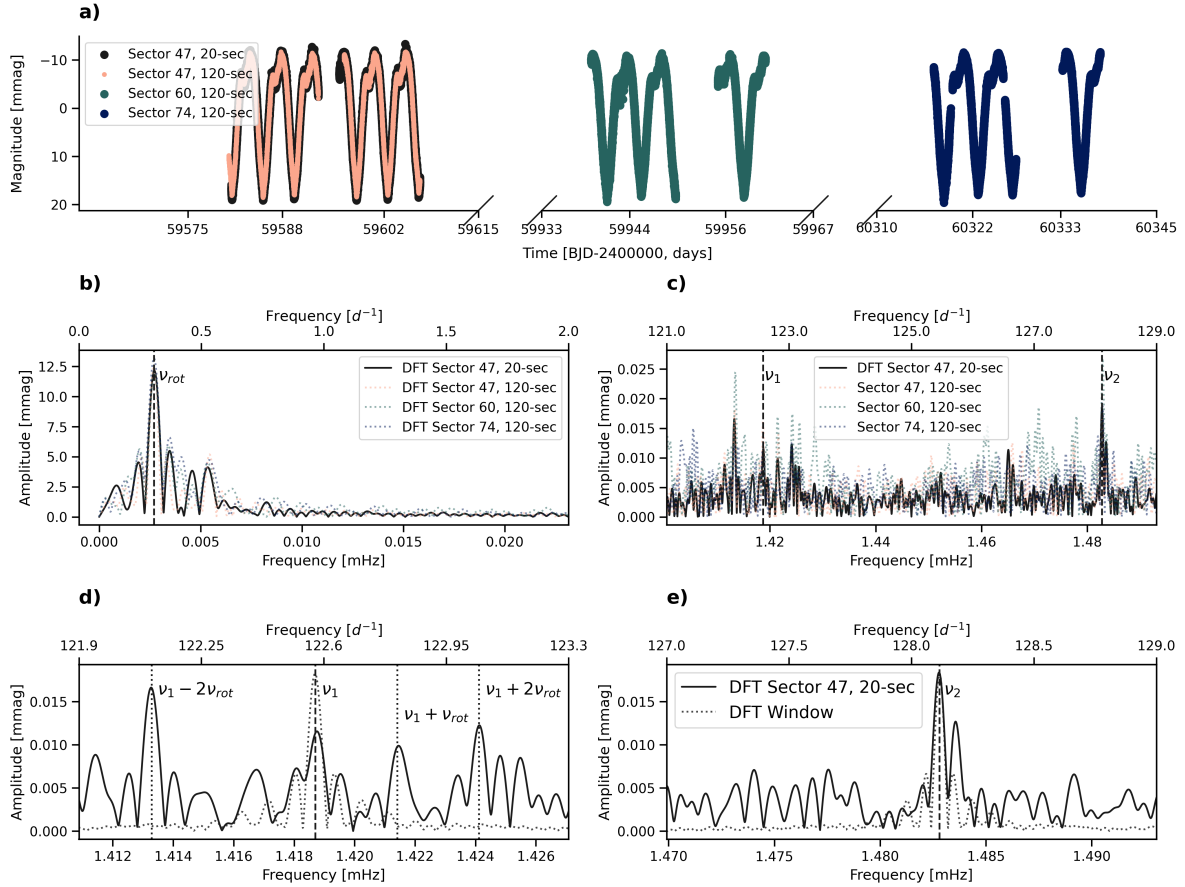 a)
Magnitude [mmag]
−10
0
10
20
Sector 47, 20-sec
Sector 47, 120-sec
Sector 60, 120-sec
Sector 74, 120-sec
59575 59588 59602 59615 59933 59944 59956 59967 60310 60322 60333 60345
Time [BJD-2400000, days]
b)
Frequency [d⁻¹]
0.0 0.5 1.0 1.5 2.0
Amplitude [mmag]
12.5
10.0
7.5
5.0
2.5
0.0
ν_rot
DFT Sector 47, 20-sec
DFT Sector 47, 120-sec
DFT Sector 60, 120-sec
DFT Sector 74, 120-sec
0.000 0.005 0.010 0.015 0.020
Frequency [mHz]
c)
Frequency [d⁻¹]
121.0 123.0 125.0 127.0 129.0
Amplitude [mmag]
0.025
0.020
0.015
0.010
0.005
0.000
ν₁
DFT Sector 47, 20-sec
Sector 47, 120-sec
Sector 60, 120-sec
Sector 74, 120-sec
ν₂
1.42 1.44 1.46 1.48
Frequency [mHz]
d)
Frequency [d⁻¹]
121.9 122.25 122.6 122.95 123.3
Amplitude [mmag]
0.015
0.010
0.005
0.000
ν₁ − 2ν_rot
ν₁
ν₁ + ν_rot
ν₁ + 2ν_rot
1.412 1.414 1.416 1.418 1.420 1.422 1.424 1.426
Frequency [mHz]
e)
Frequency [d⁻¹]
127.0 127.5 128.0 128.5 129.0
Amplitude [mmag]
0.015
0.010
0.005
0.000
DFT Sector 47, 20-sec
DFT Window
ν₂
1.470 1.475 1.480 1.485 1.490
Frequency [mHz]